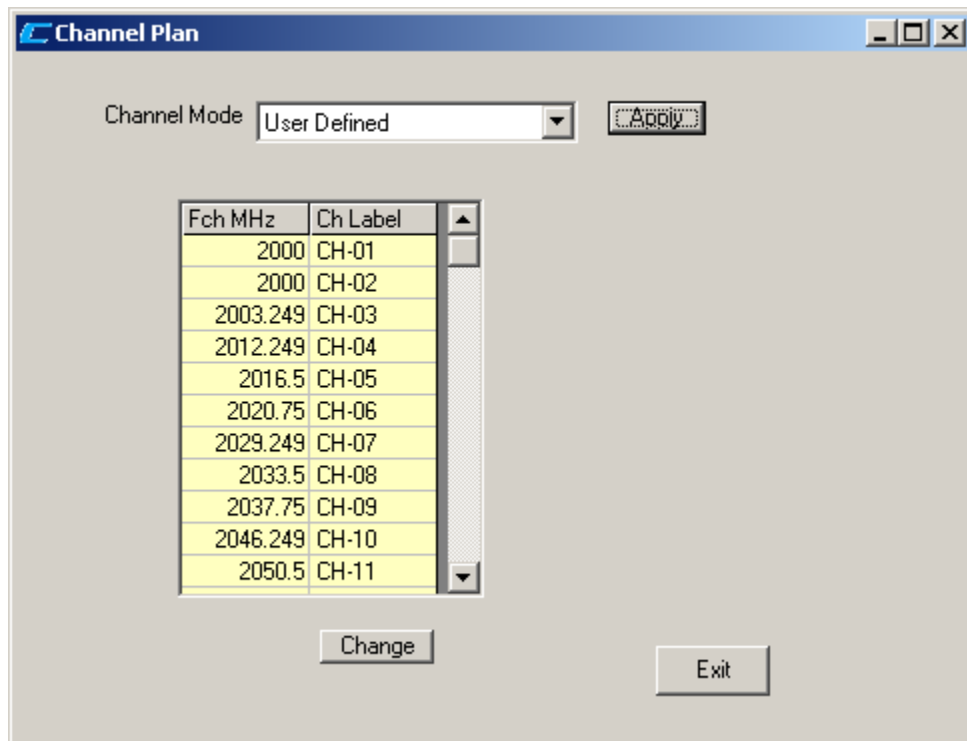 Channel Plan
Channel Mode User Defined Apply
Fch MHz Ch Label
2000 CH-01
2000 CH-02
2003.249 CH-03
2012.249 CH-04
2016.5 CH-05
2020.75 CH-06
2029.249 CH-07
2033.5 CH-08
2037.75 CH-09
2046.249 CH-10
2050.5 CH-11
Change
Exit